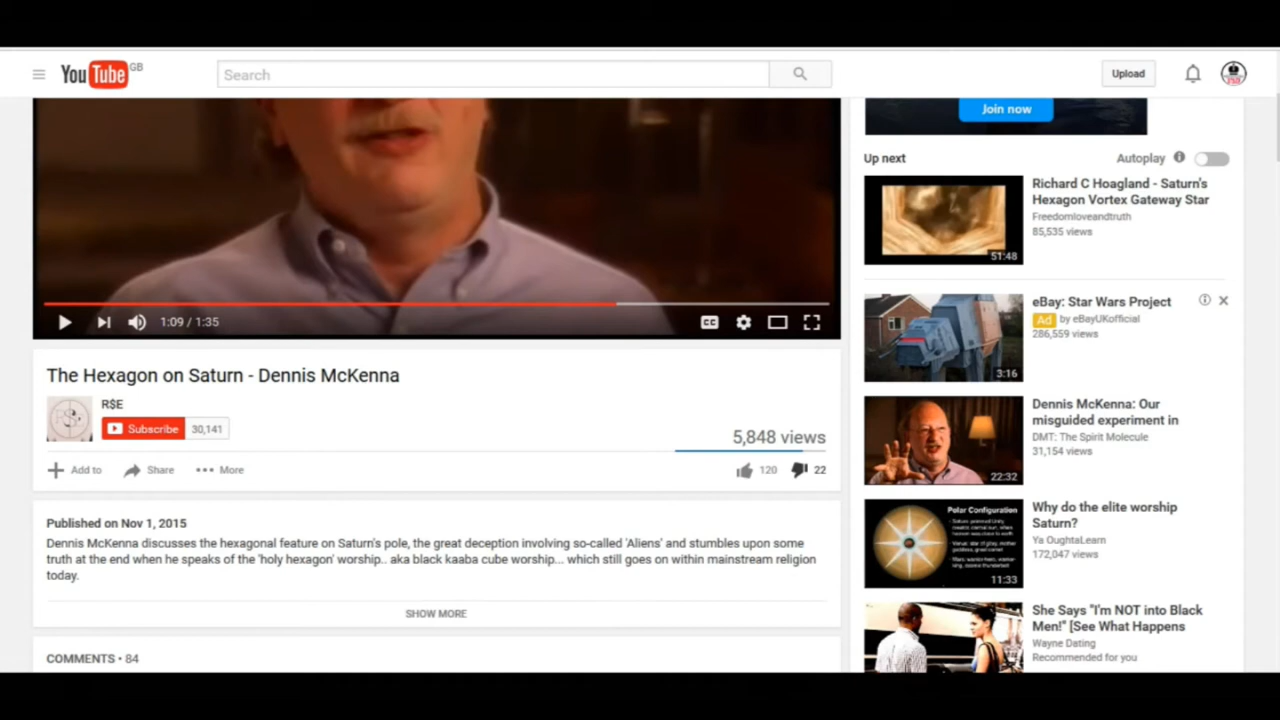 YouTube GB
Search
Upload
Join now
1:09 / 1:35
CC
The Hexagon on Saturn - Dennis McKenna
R$E
Subscribe 30,141
5,848 views
Add to Share More
120 22
Published on Nov 1, 2015
Dennis McKenna discusses the hexagonal feature on Saturn's pole, the great deception involving so-called 'Aliens' and stumbles upon some
truth at the end when he speaks of the 'holy hexagon' worship.. aka black kaaba cube worship... which still goes on within mainstream religion
today.
SHOW MORE
COMMENTS • 84
Up next Autoplay
Richard C Hoagland - Saturn's
Hexagon Vortex Gateway Star
Freedomloveandtruth
85,535 views
51:48
eBay: Star Wars Project
Ad by eBayUKofficial
286,559 views
3:16
Dennis McKenna: Our
misguided experiment in
DMT: The Spirit Molecule
31,154 views
22:32
Why do the elite worship
Saturn?
Ya OughtaLearn
172,047 views
Polar Configuration
11:33
She Says "I'm NOT into Black
Men!" [See What Happens
Wayne Dating
Recommended for you